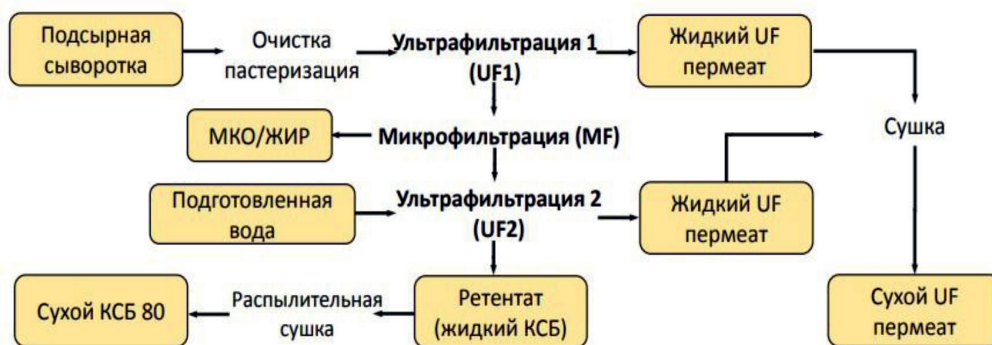 Подсырная
сыворотка
Очистка
пастеризация
Ультрафильтрация 1
(UF1)
Жидкий UF
пермеат
МКО/ЖИР
Микрофильтрация (MF)
Сушка
Подготовленная
вода
Ультрафильтрация 2
(UF2)
Жидкий UF
пермеат
Сухой КСБ 80
Распылительная
сушка
Ретентат
(жидкий КСБ)
Сухой UF
пермеат